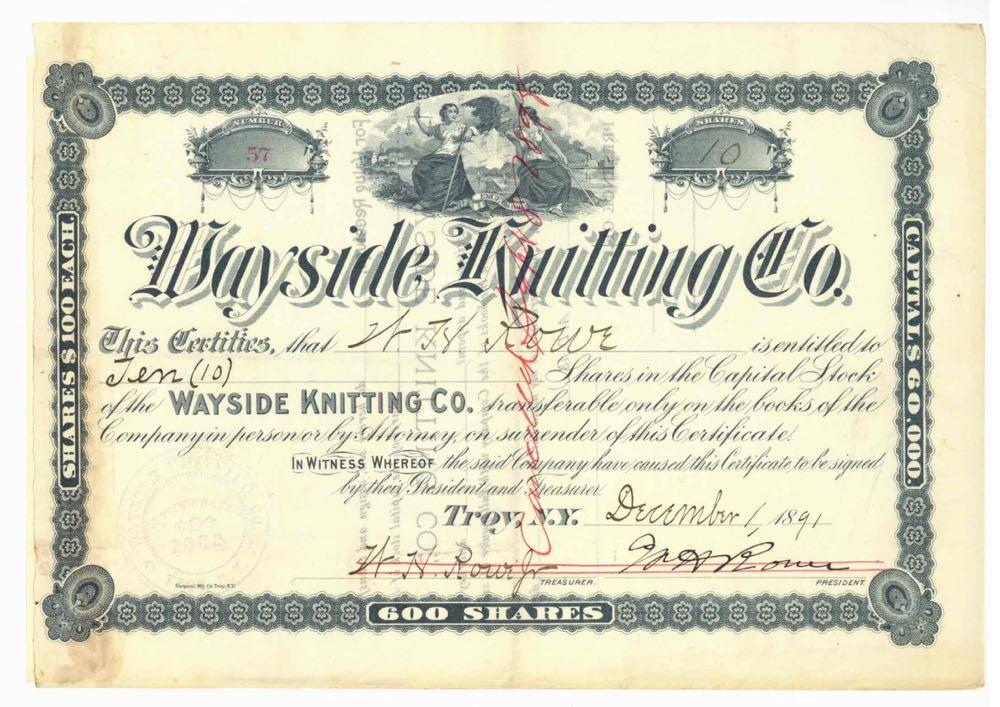 NUMBER
57
SHARES
10
EXCELSIOR
Wayside Knitting Co.
This Certifies, that W H Rowe is entitled to
Ten (10) Shares in the Capital Stock
of the WAYSIDE KNITTING CO. transferable only on the books of the
Company in person or by Attorney, on surrender of this Certificate.
IN WITNESS WHEREOF the said Company have caused this Certificate to be signed
by their President and Treasurer.
Troy, N.Y. December 1, 1891
W. H. Rowe Jr TREASURER.
Wm H Rowe PRESIDENT.
600 SHARES
SHARES $ 100 EACH.
CAPITAL $ 60,000.
Cancelled